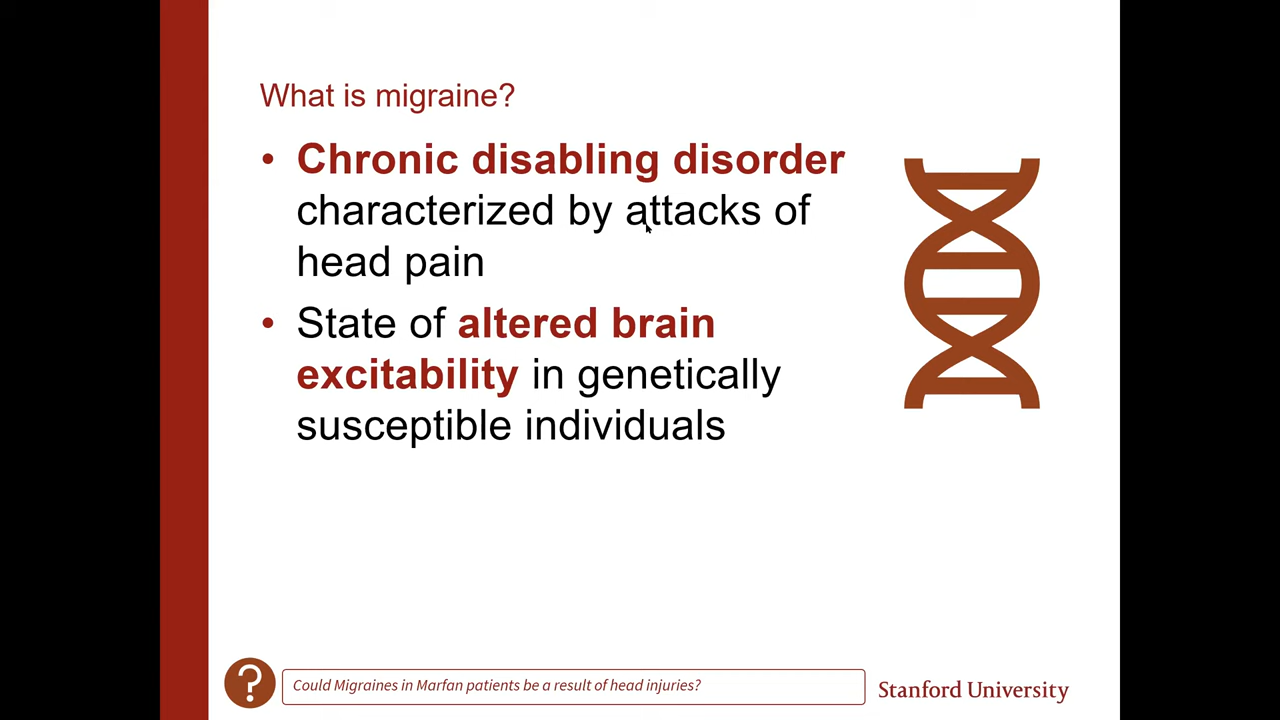 What is migraine?
• Chronic disabling disorder
characterized by attacks of
head pain
• State of altered brain
excitability in genetically
susceptible individuals
?
Could Migraines in Marfan patients be a result of head injuries?
Stanford University